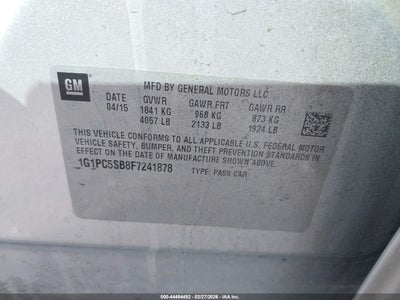 GM
MFD BY GENERAL MOTORS LLC
DATE GVWR GAWR FRT GAWR RR
04/15 1841 KG 968 KG 873 KG
4057 LB 2133 LB 1924 LB
THIS VEHICLE CONFORMS TO ALL APPLICABLE U.S. FEDERAL MOTOR
VEHICLE SAFETY, BUMPER, AND THEFT PREVENTION STANDARDS IN
EFFECT ON THE DATE OF MANUFACTURE SHOWN ABOVE.
1G1PC5SB8F7241878
TYPE: PASS CAR
000-44494492 - 02/27/2026 - IAA